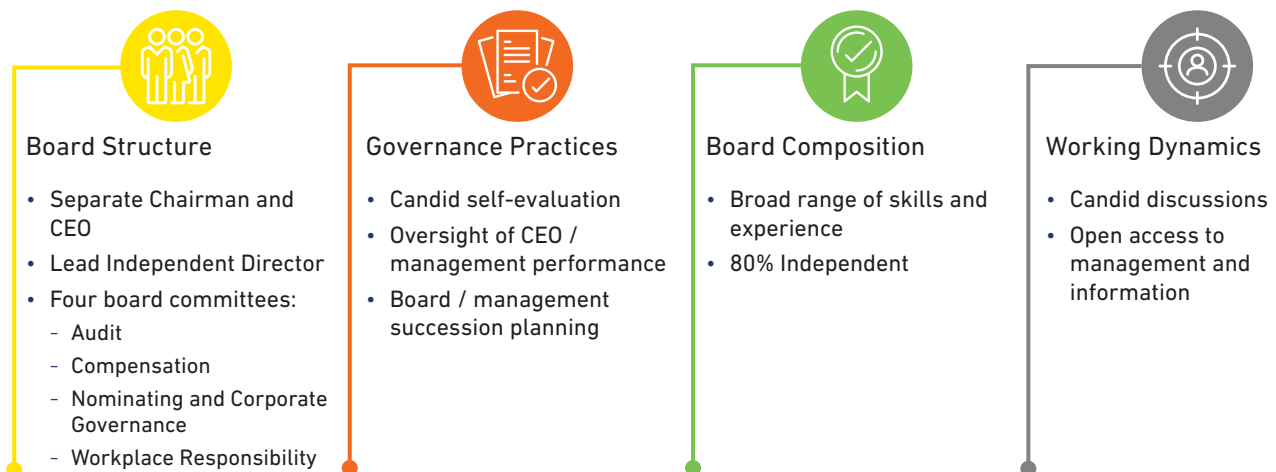 Board Structure
• Separate Chairman and
CEO
• Lead Independent Director
• Four board committees:
- Audit
- Compensation
- Nominating and Corporate
Governance
- Workplace Responsibility
Governance Practices
• Candid self-evaluation
• Oversight of CEO /
management performance
• Board / management
succession planning
Board Composition
• Broad range of skills and
experience
• 80% Independent
Working Dynamics
• Candid discussions
• Open access to
management and
information